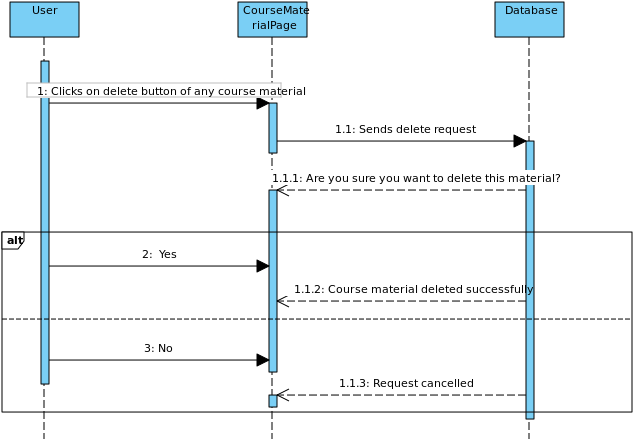 User
CourseMate
rialPage
Database
1: Clicks on delete button of any course material
1.1: Sends delete request
1.1.1: Are you sure you want to delete this material?
alt
2: Yes
1.1.2: Course material deleted successfully
3: No
1.1.3: Request cancelled